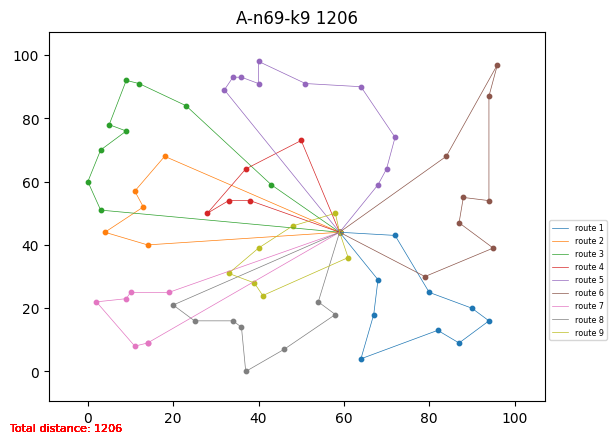 A-n69-k9 1206
100
80
60
40
20
0
0 20 40 60 80 100
route 1
route 2
route 3
route 4
route 5
route 6
route 7
route 8
route 9
Total distance: 1206